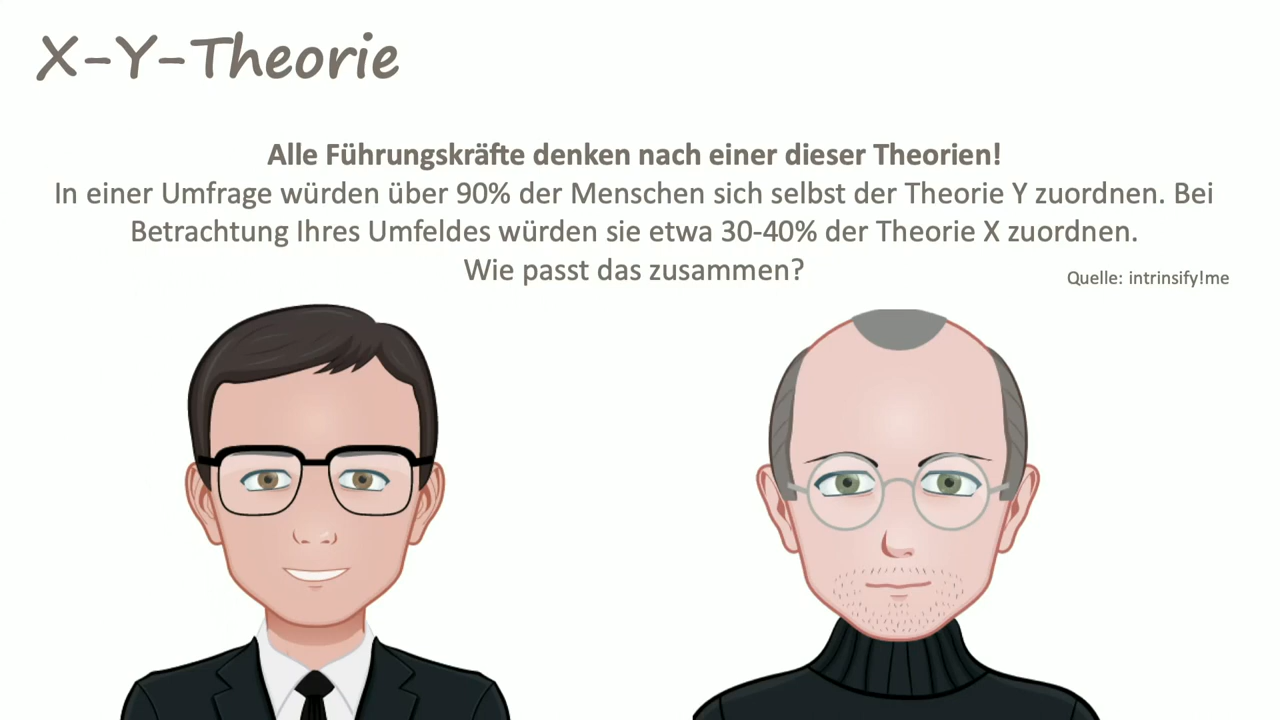 X-Y-Theorie
Alle Führungskräfte denken nach einer dieser Theorien!
In einer Umfrage würden über 90% der Menschen sich selbst der Theorie Y zuordnen. Bei
Betrachtung Ihres Umfeldes würden sie etwa 30-40% der Theorie X zuordnen.
Wie passt das zusammen?
Quelle: intrinsify!me